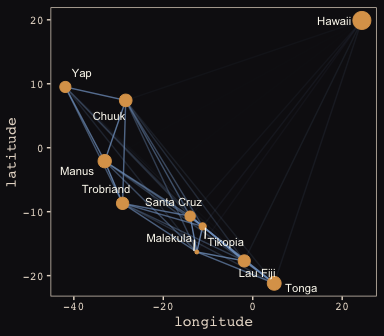 Hawaii
Yap
Chuuk
Manus
Trobriand
Santa Cruz
Malekula
Tikopia
Lau Fiji
Tonga
latitude
10
0
−10
−20
−40
−20
0
20
longitude